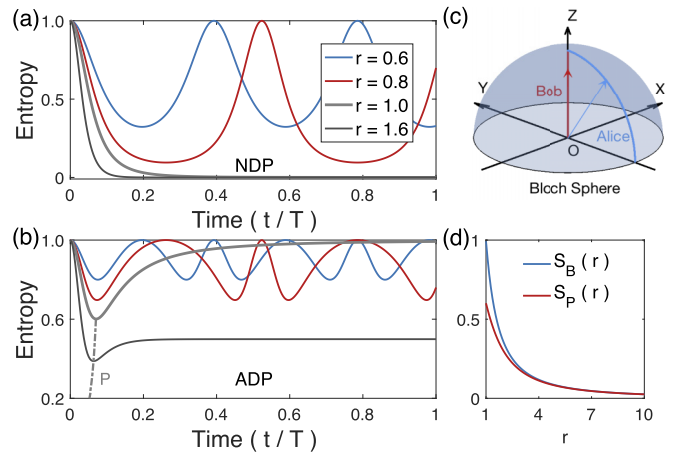 (a)
1.0
0.5
0
Entropy
r = 0.6
r = 0.8
r = 1.0
r = 1.6
NDP
0 0.2 0.4 0.6 0.8 1
Time ( t / T )
(b)
1.0
0.6
0.2
Entropy
P
ADP
0 0.2 0.4 0.6 0.8 1
Time ( t / T )
(c)
Z
Y
X
Bob
Alice
O
Blcch Sphere
(d)
1
0.5
0
S_B ( r )
S_P ( r )
1 4 7 10
r